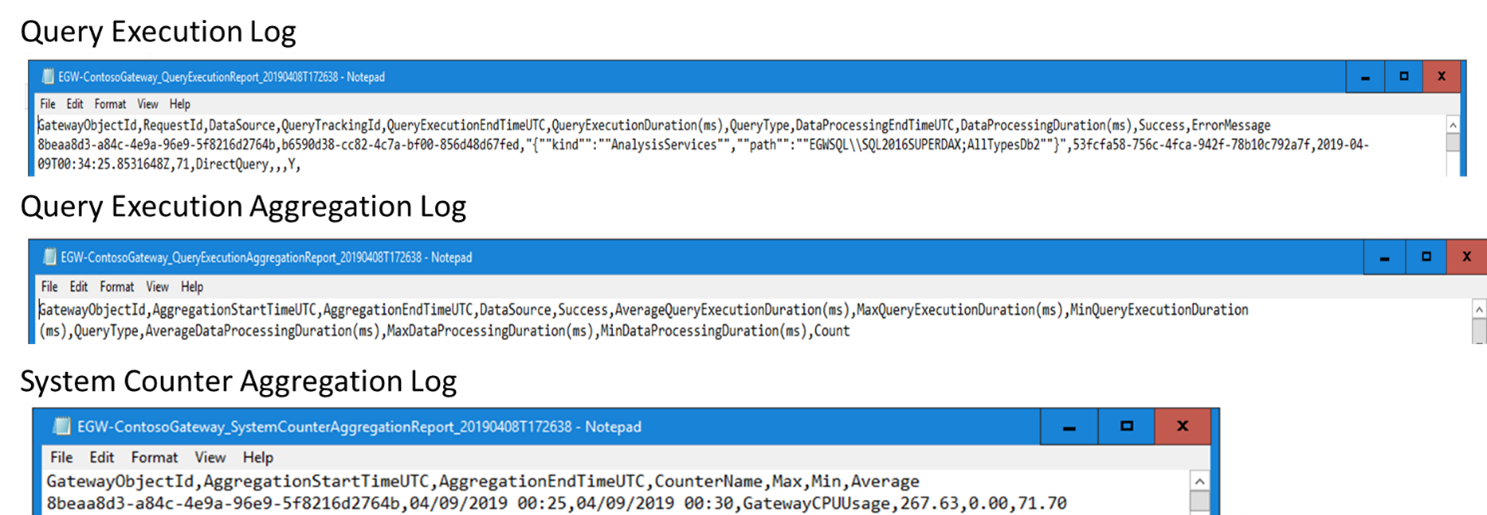 Query Execution Log
EGW-ContosoGateway_QueryExecutionReport_20190408T172638 - Notepad
File Edit Format View Help
GatewayObjectId,RequestId,DataSource,QueryTrackingId,QueryExecutionEndTimeUTC,QueryExecutionDuration(ms),QueryType,DataProcessingEndTimeUTC,DataProcessingDuration(ms),Success,ErrorMessage
8beaa8d3-a84c-4e9a-96e9-5f8216d2764b,b6590d38-cc82-4c7a-bf00-856d48d67fed,"{""kind"":""AnalysisServices"",""path"":""EGWSQL\\SQL2016SUPERDAX;AllTypesDb2""}",53fcfa58-756c-4fca-942f-78b10c792a7f,2019-04-
09T00:34:25.8531648Z,71,DirectQuery,,,Y,
Query Execution Aggregation Log
EGW-ContosoGateway_QueryExecutionAggregationReport_20190408T172638 - Notepad
File Edit Format View Help
GatewayObjectId,AggregationStartTimeUTC,AggregationEndTimeUTC,DataSource,Success,AverageQueryExecutionDuration(ms),MaxQueryExecutionDuration(ms),MinQueryExecutionDuration
(ms),QueryType,AverageDataProcessingDuration(ms),MaxDataProcessingDuration(ms),MinDataProcessingDuration(ms),Count
System Counter Aggregation Log
EGW-ContosoGateway_SystemCounterAggregationReport_20190408T172638 - Notepad
File Edit Format View Help
GatewayObjectId,AggregationStartTimeUTC,AggregationEndTimeUTC,CounterName,Max,Min,Average
8beaa8d3-a84c-4e9a-96e9-5f8216d2764b,04/09/2019 00:25,04/09/2019 00:30,GatewayCPUUsage,267.63,0.00,71.70